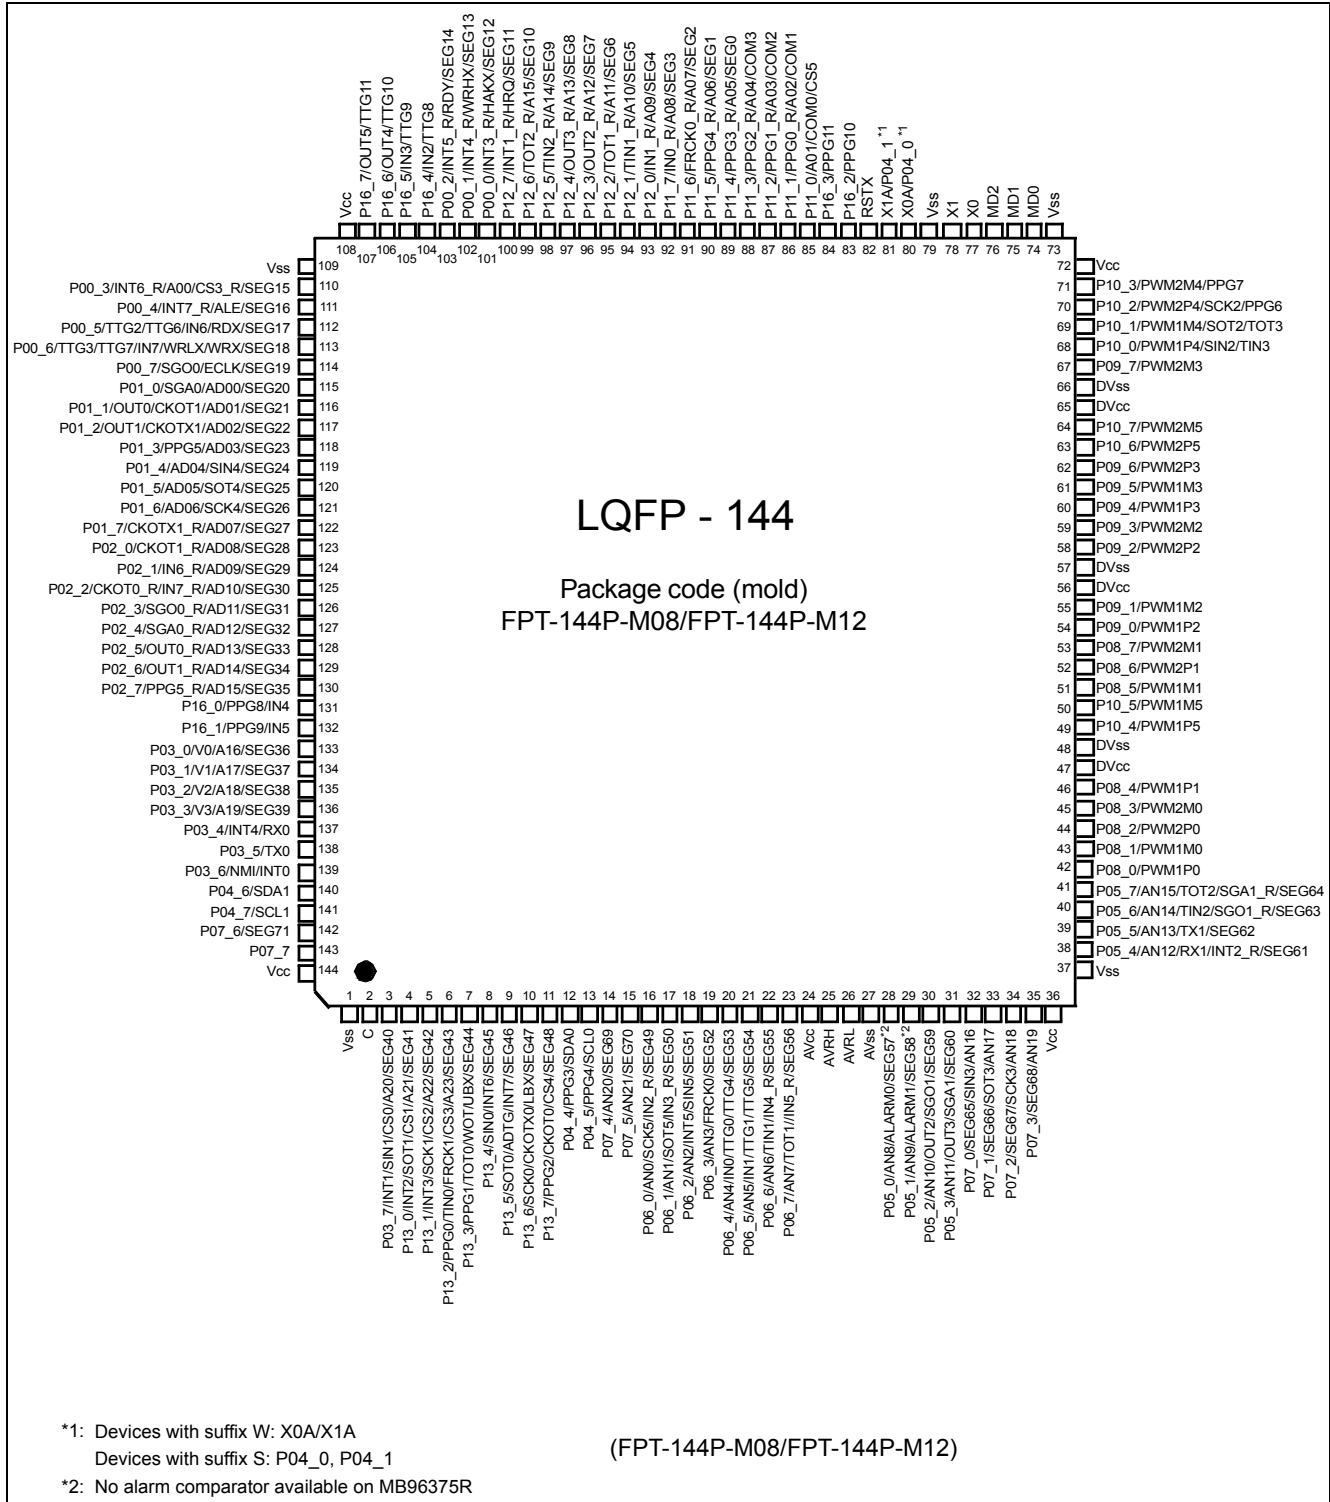 Vcc
P16_7/OUT5/TTG11
P16_6/OUT4/TTG10
P16_5/IN3/TTG9
P16_4/IN2/TTG8
P00_2/INT5_R/RDY/SEG14
P00_1/INT4_R/WRHX/SEG13
P00_0/INT3_R/HAKX/SEG12
P12_7/INT1_R/HRQ/SEG11
P12_6/TOT2_R/A15/SEG10
P12_5/TIN2_R/A14/SEG9
P12_4/OUT3_R/A13/SEG8
P12_3/OUT2_R/A12/SEG7
P12_2/TOT1_R/A11/SEG6
P12_1/TIN1_R/A10/SEG5
P12_0/IN1_R/A09/SEG4
P11_7/IN0_R/A08/SEG3
P11_6/FRCK0_R/A07/SEG2
P11_5/PPG4_R/A06/SEG1
P11_4/PPG3_R/A05/SEG0
P11_3/PPG2_R/A04/COM3
P11_2/PPG1_R/A03/COM2
P11_1/PPG0_R/A02/COM1
P11_0/A01/COM0/CS5
P16_3/PPG11
P16_2/PPG10
RSTX
X1A/P04_1 *1
X0A/P04_0 *1
Vss
X1
X0
MD2
MD1
MD0
Vss
108 107 106 105 104 103 102 101 100 99 98 97 96 95 94 93 92 91 90 89 88 87 86 85 84 83 82 81 80 79 78 77 76 75 74 73
Vss 109
P00_3/INT6_R/A00/CS3_R/SEG15 110
P00_4/INT7_R/ALE/SEG16 111
P00_5/TTG2/TTG6/IN6/RDX/SEG17 112
P00_6/TTG3/TTG7/IN7/WRLX/WRX/SEG18 113
P00_7/SGO0/ECLK/SEG19 114
P01_0/SGA0/AD00/SEG20 115
P01_1/OUT0/CKOT1/AD01/SEG21 116
P01_2/OUT1/CKOTX1/AD02/SEG22 117
P01_3/PPG5/AD03/SEG23 118
P01_4/AD04/SIN4/SEG24 119
P01_5/AD05/SOT4/SEG25 120
P01_6/AD06/SCK4/SEG26 121
P01_7/CKOTX1_R/AD07/SEG27 122
P02_0/CKOT1_R/AD08/SEG28 123
P02_1/IN6_R/AD09/SEG29 124
P02_2/CKOT0_R/IN7_R/AD10/SEG30 125
P02_3/SGO0_R/AD11/SEG31 126
P02_4/SGA0_R/AD12/SEG32 127
P02_5/OUT0_R/AD13/SEG33 128
P02_6/OUT1_R/AD14/SEG34 129
P02_7/PPG5_R/AD15/SEG35 130
P16_0/PPG8/IN4 131
P16_1/PPG9/IN5 132
P03_0/V0/A16/SEG36 133
P03_1/V1/A17/SEG37 134
P03_2/V2/A18/SEG38 135
P03_3/V3/A19/SEG39 136
P03_4/INT4/RX0 137
P03_5/TX0 138
P03_6/NMI/INT0 139
P04_6/SDA1 140
P04_7/SCL1 141
P07_6/SEG71 142
P07_7 143
Vcc 144
LQFP - 144
Package code (mold)
FPT-144P-M08/FPT-144P-M12
72 Vcc
71 P10_3/PWM2M4/PPG7
70 P10_2/PWM2P4/SCK2/PPG6
69 P10_1/PWM1M4/SOT2/TOT3
68 P10_0/PWM1P4/SIN2/TIN3
67 P09_7/PWM2M3
66 DVss
65 DVcc
64 P10_7/PWM2M5
63 P10_6/PWM2P5
62 P09_6/PWM2P3
61 P09_5/PWM1M3
60 P09_4/PWM1P3
59 P09_3/PWM2M2
58 P09_2/PWM2P2
57 DVss
56 DVcc
55 P09_1/PWM1M2
54 P09_0/PWM1P2
53 P08_7/PWM2M1
52 P08_6/PWM2P1
51 P08_5/PWM1M1
50 P10_5/PWM1M5
49 P10_4/PWM1P5
48 DVss
47 DVcc
46 P08_4/PWM1P1
45 P08_3/PWM2M0
44 P08_2/PWM2P0
43 P08_1/PWM1M0
42 P08_0/PWM1P0
41 P05_7/AN15/TOT2/SGA1_R/SEG64
40 P05_6/AN14/TIN2/SGO1_R/SEG63
39 P05_5/AN13/TX1/SEG62
38 P05_4/AN12/RX1/INT2_R/SEG61
37 Vss
1 2 3 4 5 6 7 8 9 10 11 12 13 14 15 16 17 18 19 20 21 22 23 24 25 26 27 28 29 30 31 32 33 34 35 36
Vss
C
P03_7/INT1/SIN1/CS0/A20/SEG40
P13_0/INT2/SOT1/CS1/A21/SEG41
P13_1/INT3/SCK1/CS2/A22/SEG42
P13_2/PPG0/TIN0/FRCK1/CS3/A23/SEG43
P13_3/PPG1/TOT0/WOT/UBX/SEG44
P13_4/SIN0/INT6/SEG45
P13_5/SOT0/ADTG/INT7/SEG46
P13_6/SCK0/CKOTX0/LBX/SEG47
P13_7/PPG2/CKOT0/CS4/SEG48
P04_4/PPG3/SDA0
P04_5/PPG4/SCL0
P07_4/AN20/SEG69
P07_5/AN21/SEG70
P06_0/AN0/SCK5/IN2_R/SEG49
P06_1/AN1/SOT5/IN3_R/SEG50
P06_2/AN2/INT5/SIN5/SEG51
P06_3/AN3/FRCK0/SEG52
P06_4/AN4/IN0/TTG0/TTG4/SEG53
P06_5/AN5/IN1/TTG1/TTG5/SEG54
P06_6/AN6/TIN1/IN4_R/SEG55
P06_7/AN7/TOT1//IN5_R/SEG56
AVcc
AVRH
AVRL
AVss
P05_0/AN8/ALARM0/SEG57*2
P05_1/AN9/ALARM1/SEG58*2
P05_2/AN10/OUT2/SGO1/SEG59
P05_3/AN11/OUT3/SGA1/SEG60
P07_0/SEG65/SIN3/AN16
P07_1/SEG66/SOT3/AN17
P07_2/SEG67/SCK3/AN18
P07_3/SEG68/AN19
Vcc
*1: Devices with suffix W: X0A/X1A
Devices with suffix S: P04_0, P04_1
(FPT-144P-M08/FPT-144P-M12)
*2: No alarm comparator available on MB96375R